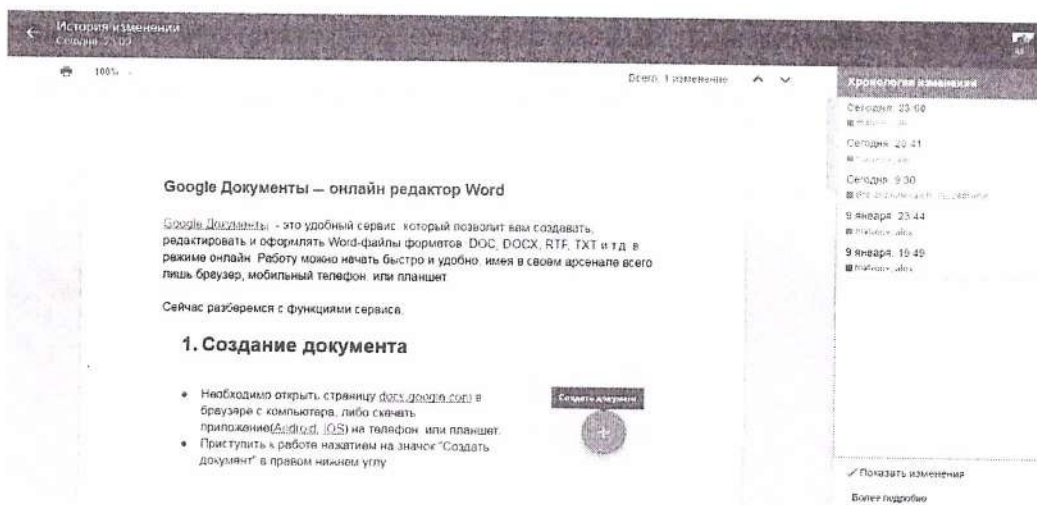 История изменений
Сегодня, 23:00
100%
Всего: 1 изменение
Хронология изменений
Сегодня, 23:00
Сегодня, 20:41
Сегодня, 9:30
9 января, 23:44
9 января, 19:49
Google Документы — онлайн редактор Word
Google Документы - это удобный сервис, который позволит вам создавать,
редактировать и оформлять Word-файлы форматов: DOC, DOCX, RTF, TXT и т.д. в
режиме онлайн. Работу можно начать быстро и удобно, имея в своем арсенале всего
лишь браузер, мобильный телефон, или планшет.
Сейчас разберемся с функциями сервиса.
1. Создание документа
• Необходимо открыть страницу docs.google.com в
браузере с компьютера, либо скачать
приложение(Android, iOS) на телефон, или планшет.
• Приступить к работе нажатием на значок "Создать
документ" в правом нижнем углу
Создать документ
Показать изменения
Более подробно